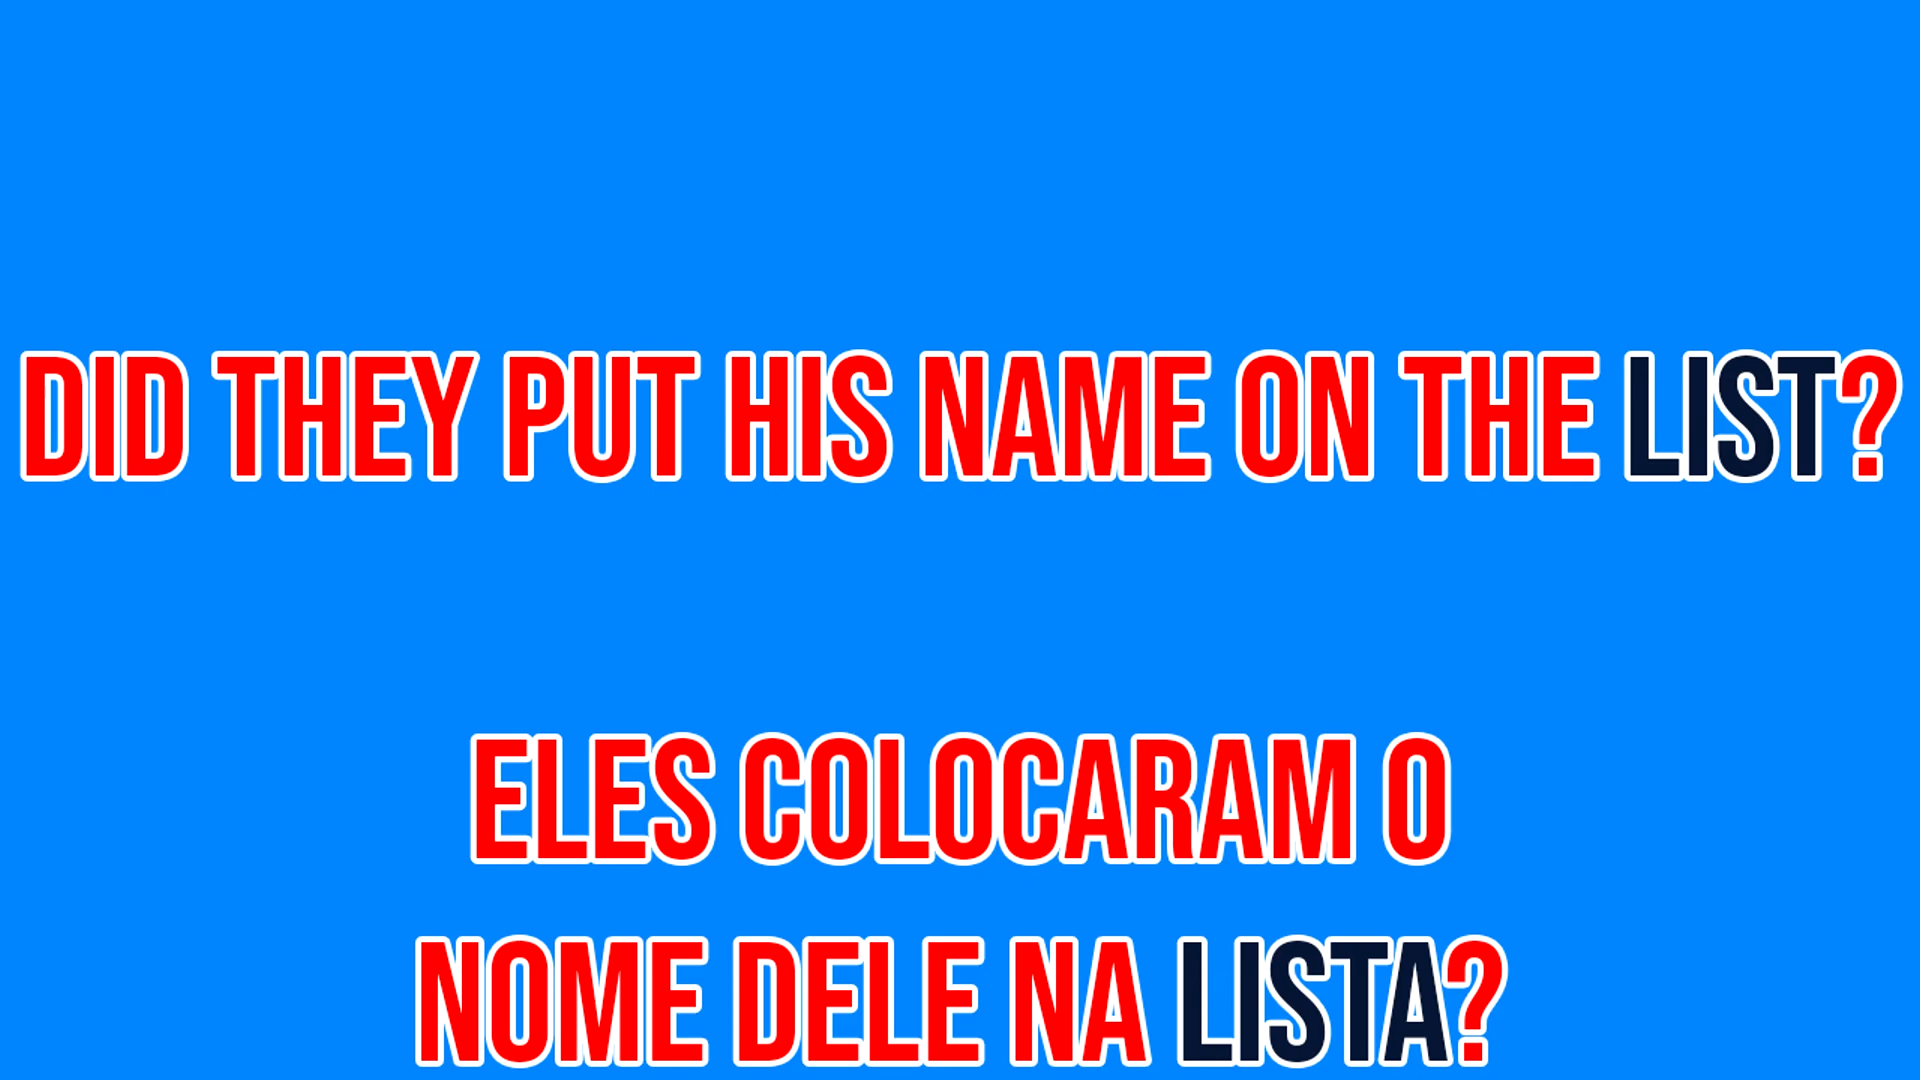 DID THEY PUT HIS NAME ON THE LIST?
ELES COLOCARAM O
NOME DELE NA LISTA?